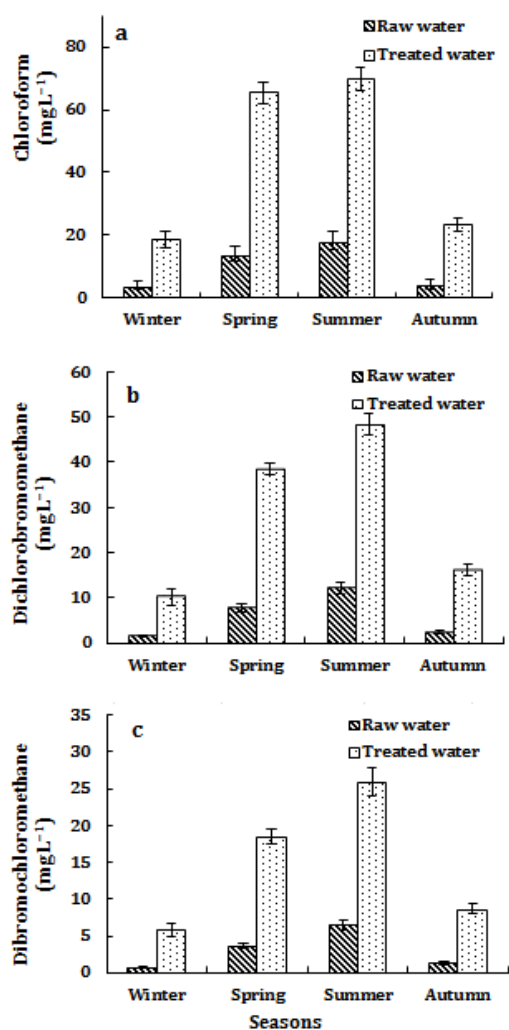 a
Raw water
Treated water
Chloroform
(mgL⁻¹)
80
60
40
20
0
Winter Spring Summer Autumn
b
Raw water
Treated water
Dichlorobromomethane
(mgL⁻¹)
60
50
40
30
20
10
0
Winter Spring Summer Autumn
c
Raw water
Treated water
Dibromochloromethane
(mgL⁻¹)
35
30
25
20
15
10
5
0
Winter Spring Summer Autumn
Seasons